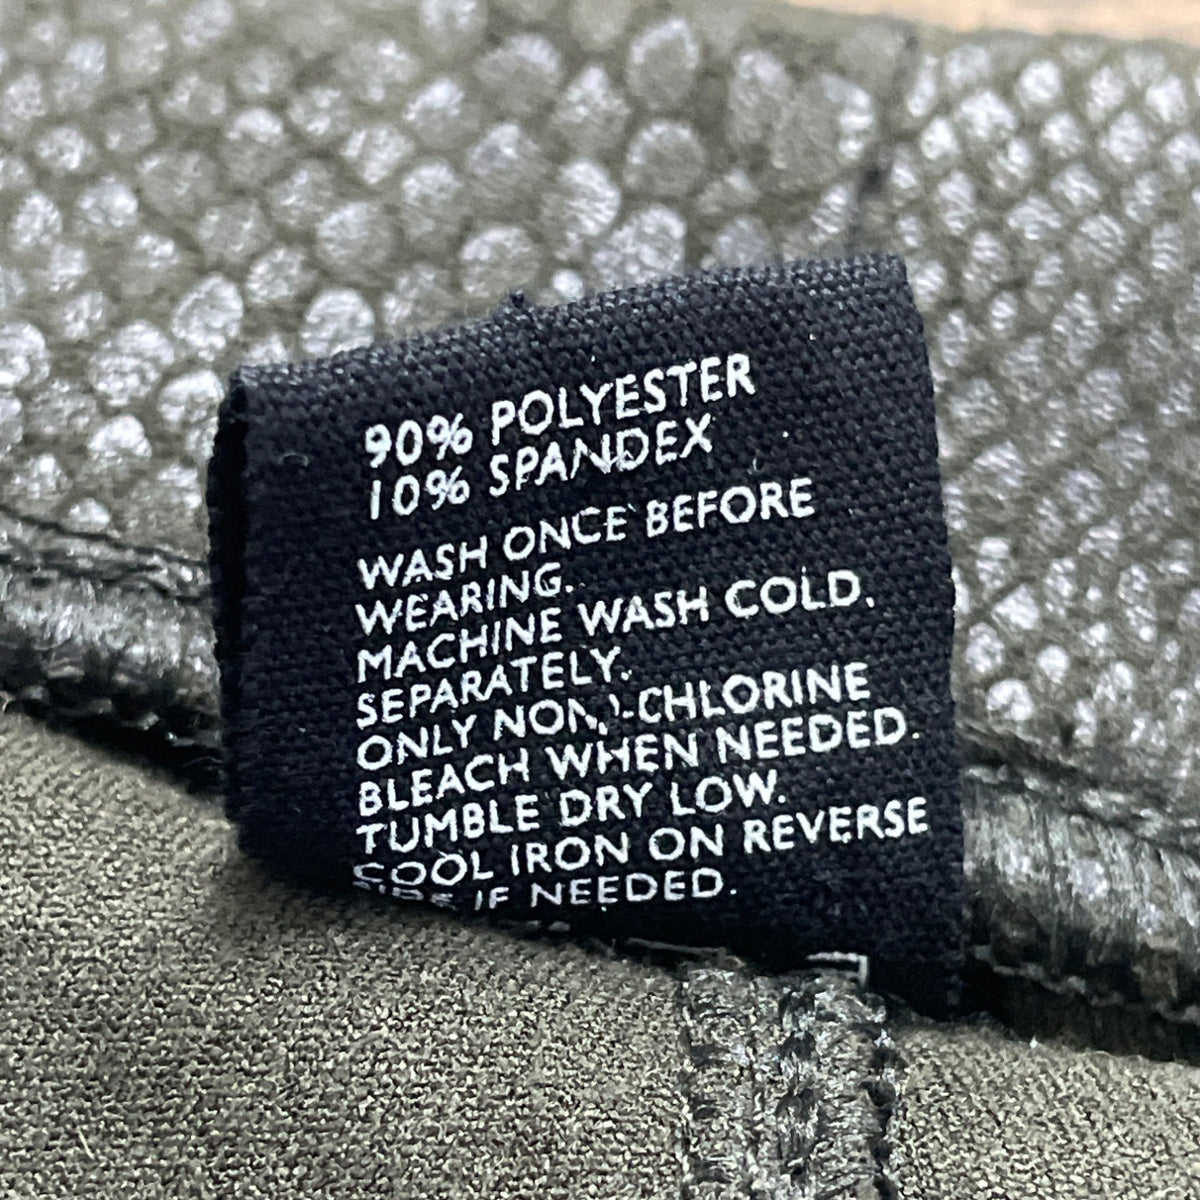 90% POLYESTER
10% SPANDEX
WASH ONCE BEFORE
WEARING.
MACHINE WASH COLD.
SEPARATELY.
ONLY NON-CHLORINE
BLEACH WHEN NEEDED.
TUMBLE DRY LOW.
COOL IRON ON REVERSE
SIDE IF NEEDED.